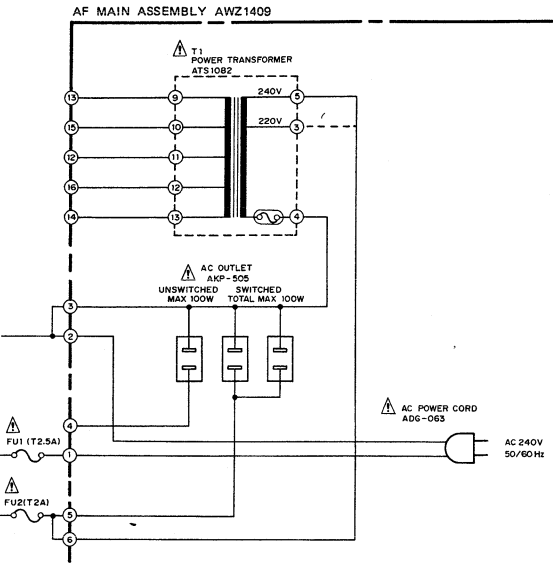 AF MAIN ASSEMBLY AWZ1409
T1
POWER TRANSFORMER
ATS1082
13
9
240V
5
15
10
220V
3
12
11
16
12
14
13
4
AC OUTLET
AKP-505
UNSWITCHED SWITCHED
MAX 100W TOTAL MAX 100W
3
2
4
AC POWER CORD
ADG-063
FU1 (T2.5A)
1
AC 240V
50/60Hz
FU2(T2A)
5
6